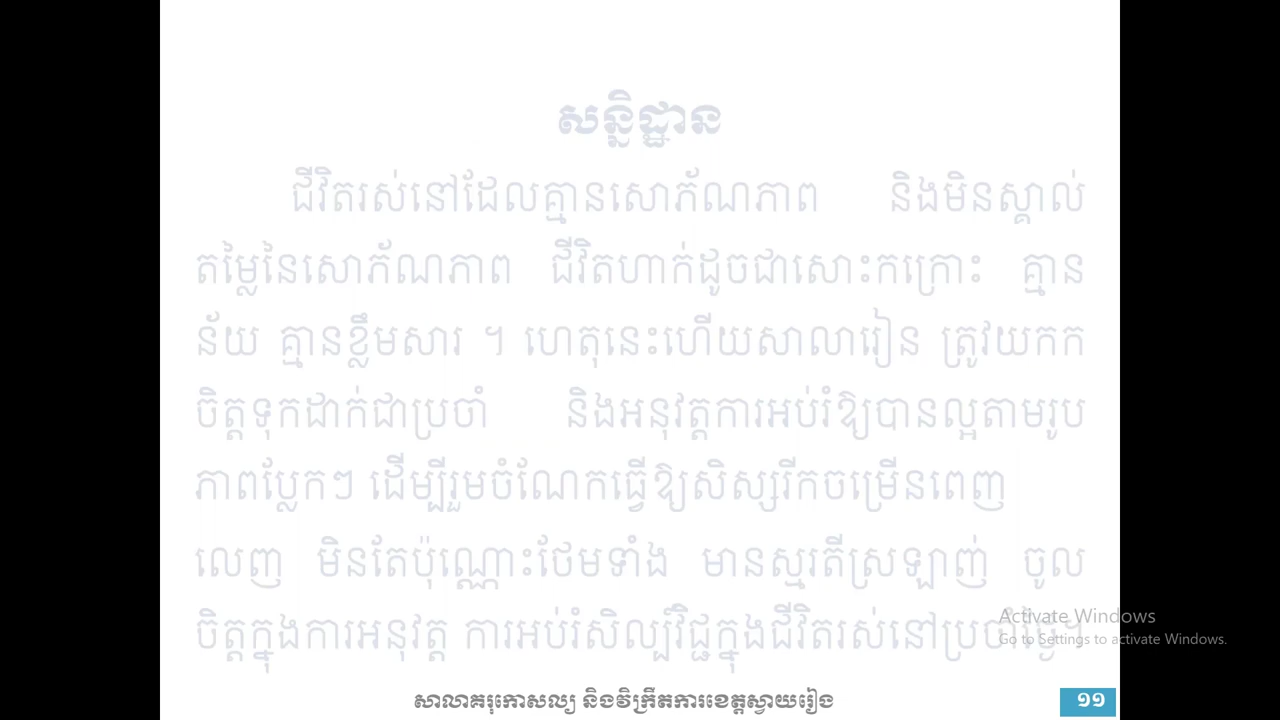 សន្និដ្ឋាន
ជីវិតរស់នៅដែលគ្មានសោភ័ណភាព និងមិនស្គាល់
តម្លៃនៃសោភ័ណភាព ជីវិតហាក់ដូចជាសោះកក្រោះ គ្មាន
ន័យ គ្មានខ្លឹមសារ ។ ហេតុនេះហើយសាលារៀន ត្រូវយកក
ចិត្តទុកដាក់ជាប្រចាំ និងអនុវត្តការអប់រំឱ្យបានល្អតាមរូប
ភាពប្លែកៗ ដើម្បីរួមចំណែកធ្វើឱ្យសិស្សរីកចម្រើនពេញ
លេញ មិនតែប៉ុណ្ណោះថែមទាំង មានស្មរតីស្រឡាញ់ ចូល
ចិត្តក្នុងការអនុវត្ត ការអប់រំសិល្ប៍វិជ្ជក្នុងជីវិតរស់នៅប្រចាំថ្ងៃ។
Activate Windows
Go to Settings to activate Windows.
សាលាគរុកោសល្យ និងវិក្រឹតការខេត្តស្វាយរៀង
១១